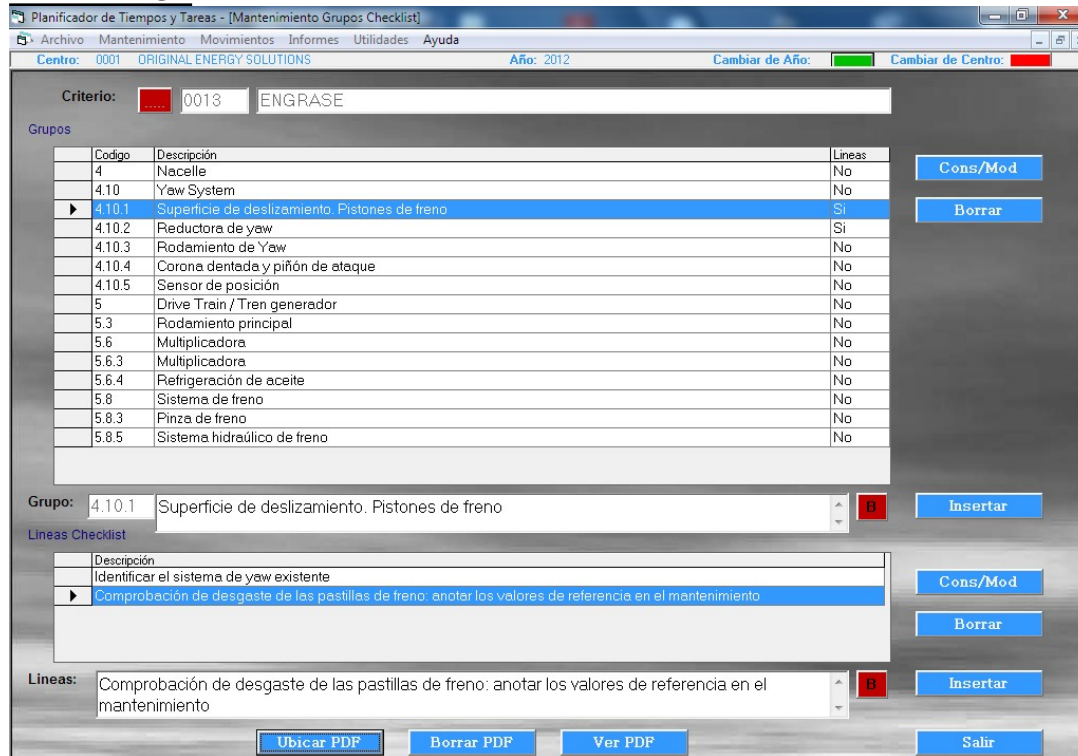 Planificador de Tiempos y Tareas - [Mantenimiento Grupos Checklist]
Archivo Mantenimiento Movimientos Informes Utilidades Ayuda
Centro: 0001 ORIGINAL ENERGY SOLUTIONS Año: 2012 Cambiar de Año: Cambiar de Centro:
Criterio: ..... 0013 ENGRASE
Grupos
Codigo Descripción Lineas
4 Nacelle No
Cons/Mod
4.10 Yaw System No
4.10.1 Superficie de deslizamiento. Pistones de freno Si
Borrar
4.10.2 Reductora de yaw Si
4.10.3 Rodamiento de Yaw No
4.10.4 Corona dentada y piñón de ataque No
4.10.5 Sensor de posición No
5 Drive Train / Tren generador No
5.3 Rodamiento principal No
5.6 Multiplicadora No
5.6.3 Multiplicadora No
5.6.4 Refrigeración de aceite No
5.8 Sistema de freno No
5.8.3 Pinza de freno No
5.8.5 Sistema hidraúlico de freno No
Grupo: 4.10.1 Superficie de deslizamiento. Pistones de freno B Insertar
Lineas Checklist
Descripción
Identificar el sistema de yaw existente
Cons/Mod
Comprobación de desgaste de las pastillas de freno: anotar los valores de referencia en el mantenimiento
Borrar
Lineas: Comprobación de desgaste de las pastillas de freno: anotar los valores de referencia en el B Insertar
mantenimiento
Ubicar PDF Borrar PDF Ver PDF Salir